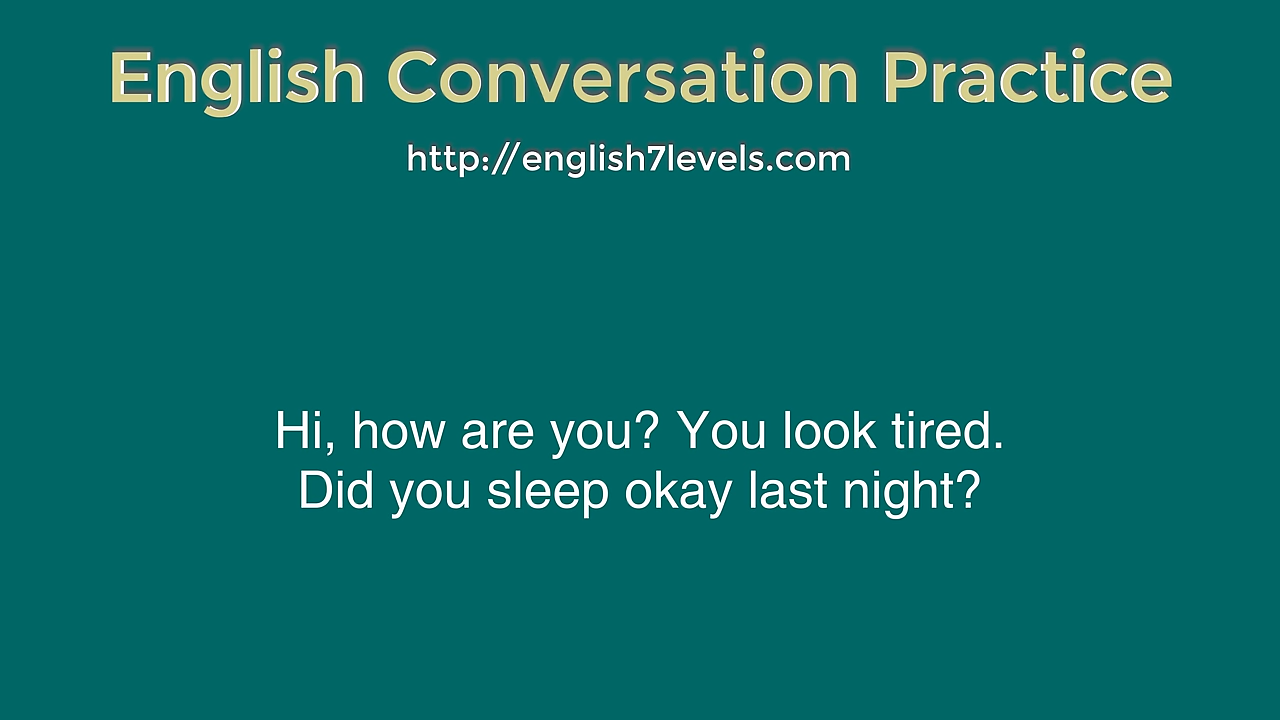 English Conversation Practice
http://english7levels.com
Hi, how are you? You look tired.
Did you sleep okay last night?